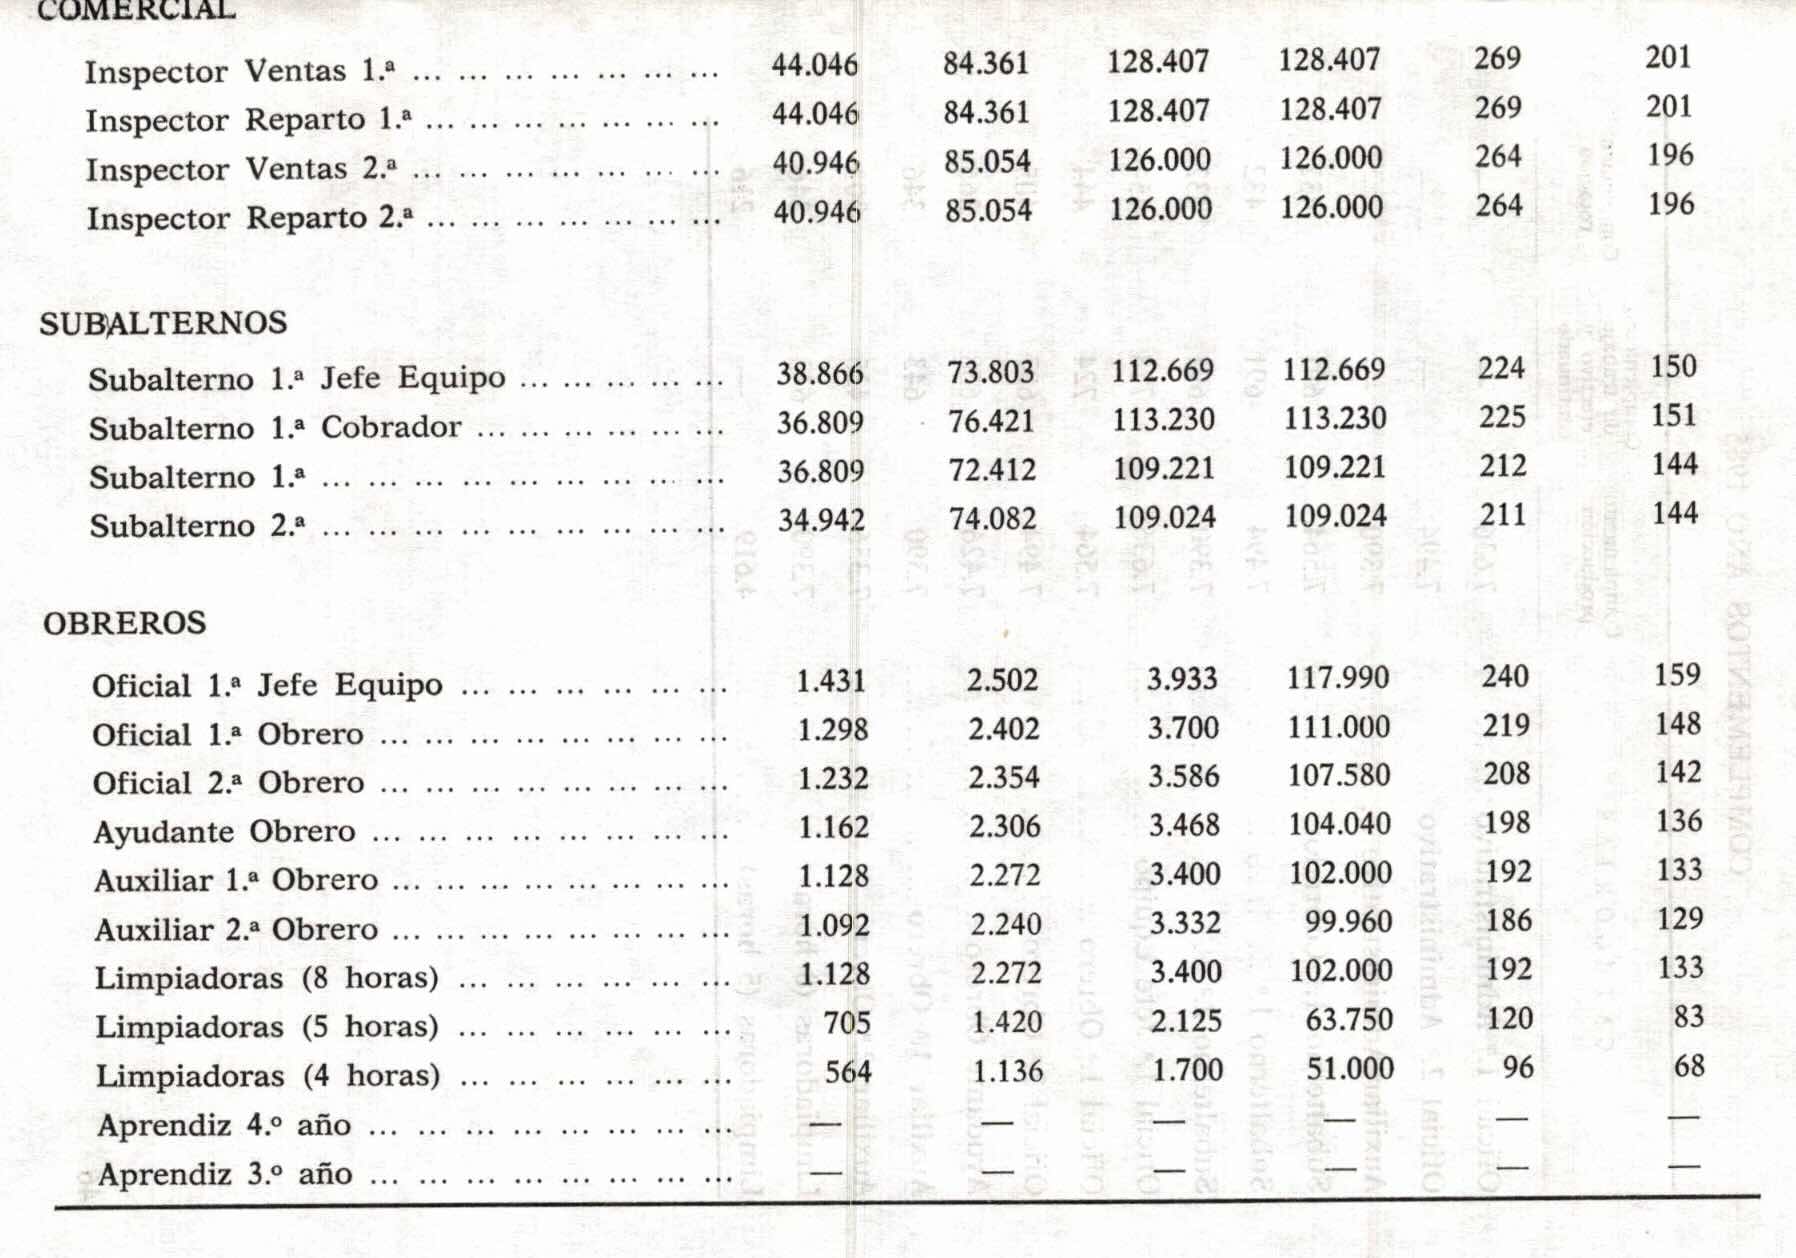 COMERCIAL
Inspector Ventas 1.ª ... ... ... ... ... ... ... 44.046 84.361 128.407 128.407 269 201
Inspector Reparto 1.ª ... ... ... ... ... ... ... 44.046 84.361 128.407 128.407 269 201
Inspector Ventas 2.ª ... ... ... ... ... ... ... 40.946 85.054 126.000 126.000 264 196
Inspector Reparto 2.ª ... ... ... ... ... ... ... 40.946 85.054 126.000 126.000 264 196
SUBALTERNOS
Subalterno 1.ª Jefe Equipo ... ... ... ... ... 38.866 73.803 112.669 112.669 224 150
Subalterno 1.ª Cobrador ... ... ... ... ... ... 36.809 76.421 113.230 113.230 225 151
Subalterno 1.ª ... ... ... ... ... ... ... ... ... 36.809 72.412 109.221 109.221 212 144
Subalterno 2.ª ... ... ... ... ... ... ... ... ... 34.942 74.082 109.024 109.024 211 144
OBREROS
Oficial 1.ª Jefe Equipo ... ... ... ... ... ... 1.431 2.502 3.933 117.990 240 159
Oficial 1.ª Obrero ... ... ... ... ... ... ... ... 1.298 2.402 3.700 111.000 219 148
Oficial 2.ª Obrero ... ... ... ... ... ... ... ... 1.232 2.354 3.586 107.580 208 142
Ayudante Obrero ... ... ... ... ... ... ... ... 1.162 2.306 3.468 104.040 198 136
Auxiliar 1.ª Obrero ... ... ... ... ... ... ... ... 1.128 2.272 3.400 102.000 192 133
Auxiliar 2.ª Obrero ... ... ... ... ... ... ... ... 1.092 2.240 3.332 99.960 186 129
Limpiadoras (8 horas) ... ... ... ... ... ... 1.128 2.272 3.400 102.000 192 133
Limpiadoras (5 horas) ... ... ... ... ... ... 705 1.420 2.125 63.750 120 83
Limpiadoras (4 horas) ... ... ... ... ... ... 564 1.136 1.700 51.000 96 68
Aprendiz 4.º año ... ... ... ... ... ... ... ... — — — — — —
Aprendiz 3.º año ... ... ... ... ... ... ... ... — — — — — —